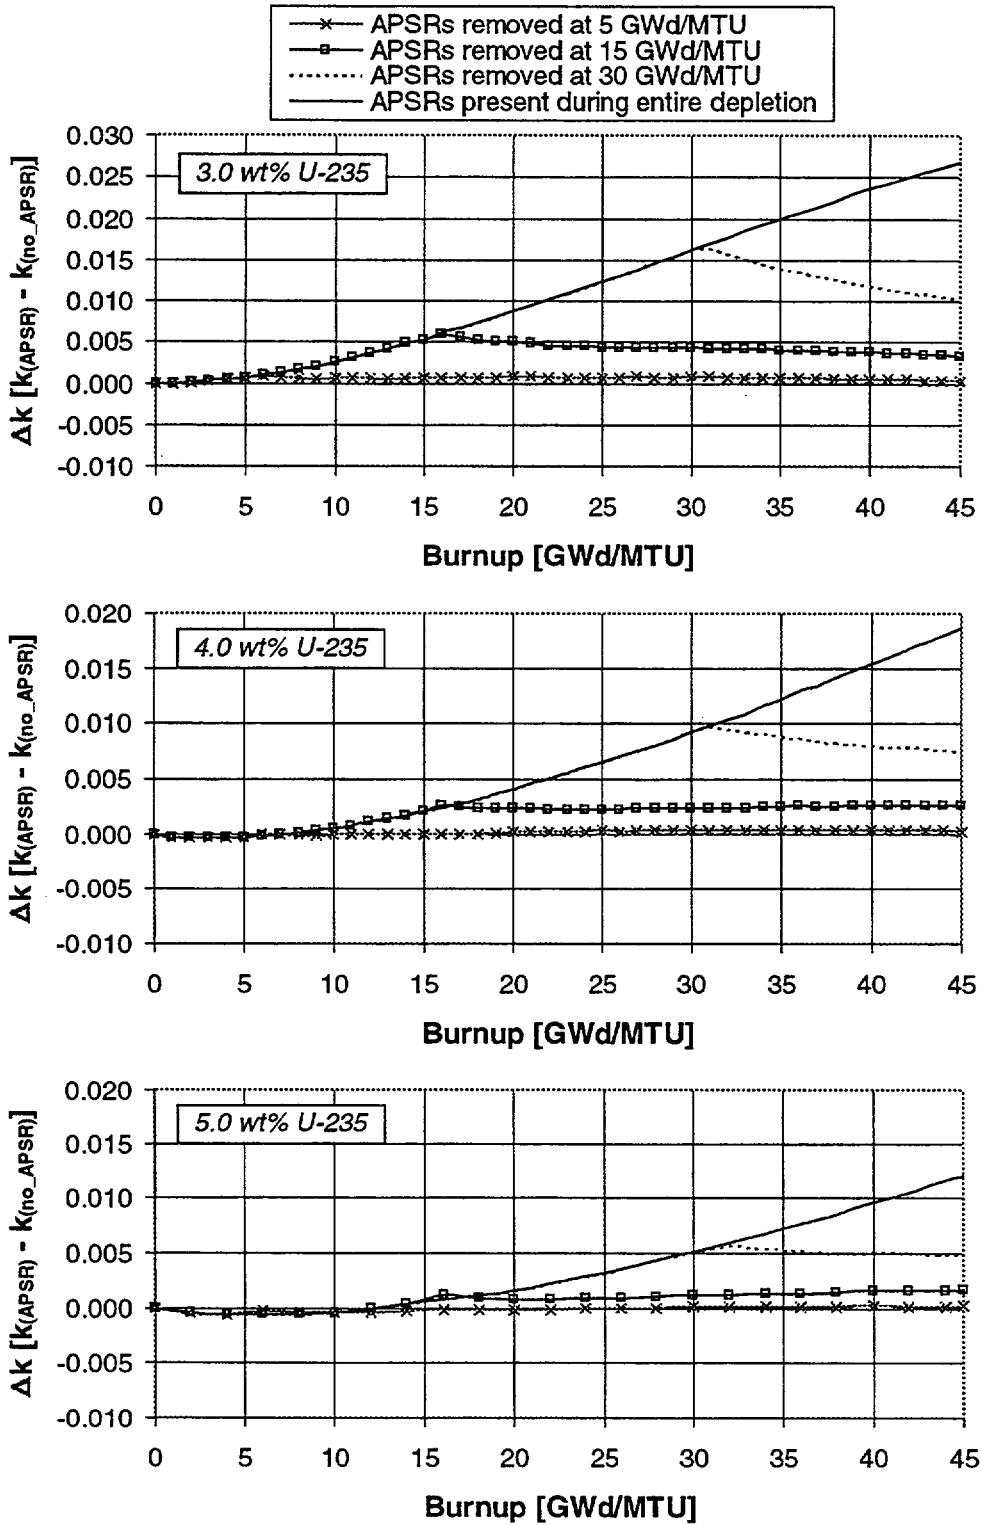 APSRs removed at 5 GWd/MTU
APSRs removed at 15 GWd/MTU
APSRs removed at 30 GWd/MTU
APSRs present during entire depletion
3.0 wt% U-235
Δk [k(APSR) - k(no_APSR)]
0.030
0.025
0.020
0.015
0.010
0.005
0.000
-0.005
-0.010
0 5 10 15 20 25 30 35 40 45
Burnup [GWd/MTU]
4.0 wt% U-235
Δk [k(APSR) - k(no_APSR)]
0.020
0.015
0.010
0.005
0.000
-0.005
-0.010
0 5 10 15 20 25 30 35 40 45
Burnup [GWd/MTU]
5.0 wt% U-235
Δk [k(APSR) - k(no_APSR)]
0.020
0.015
0.010
0.005
0.000
-0.005
-0.010
0 5 10 15 20 25 30 35 40 45
Burnup [GWd/MTU]